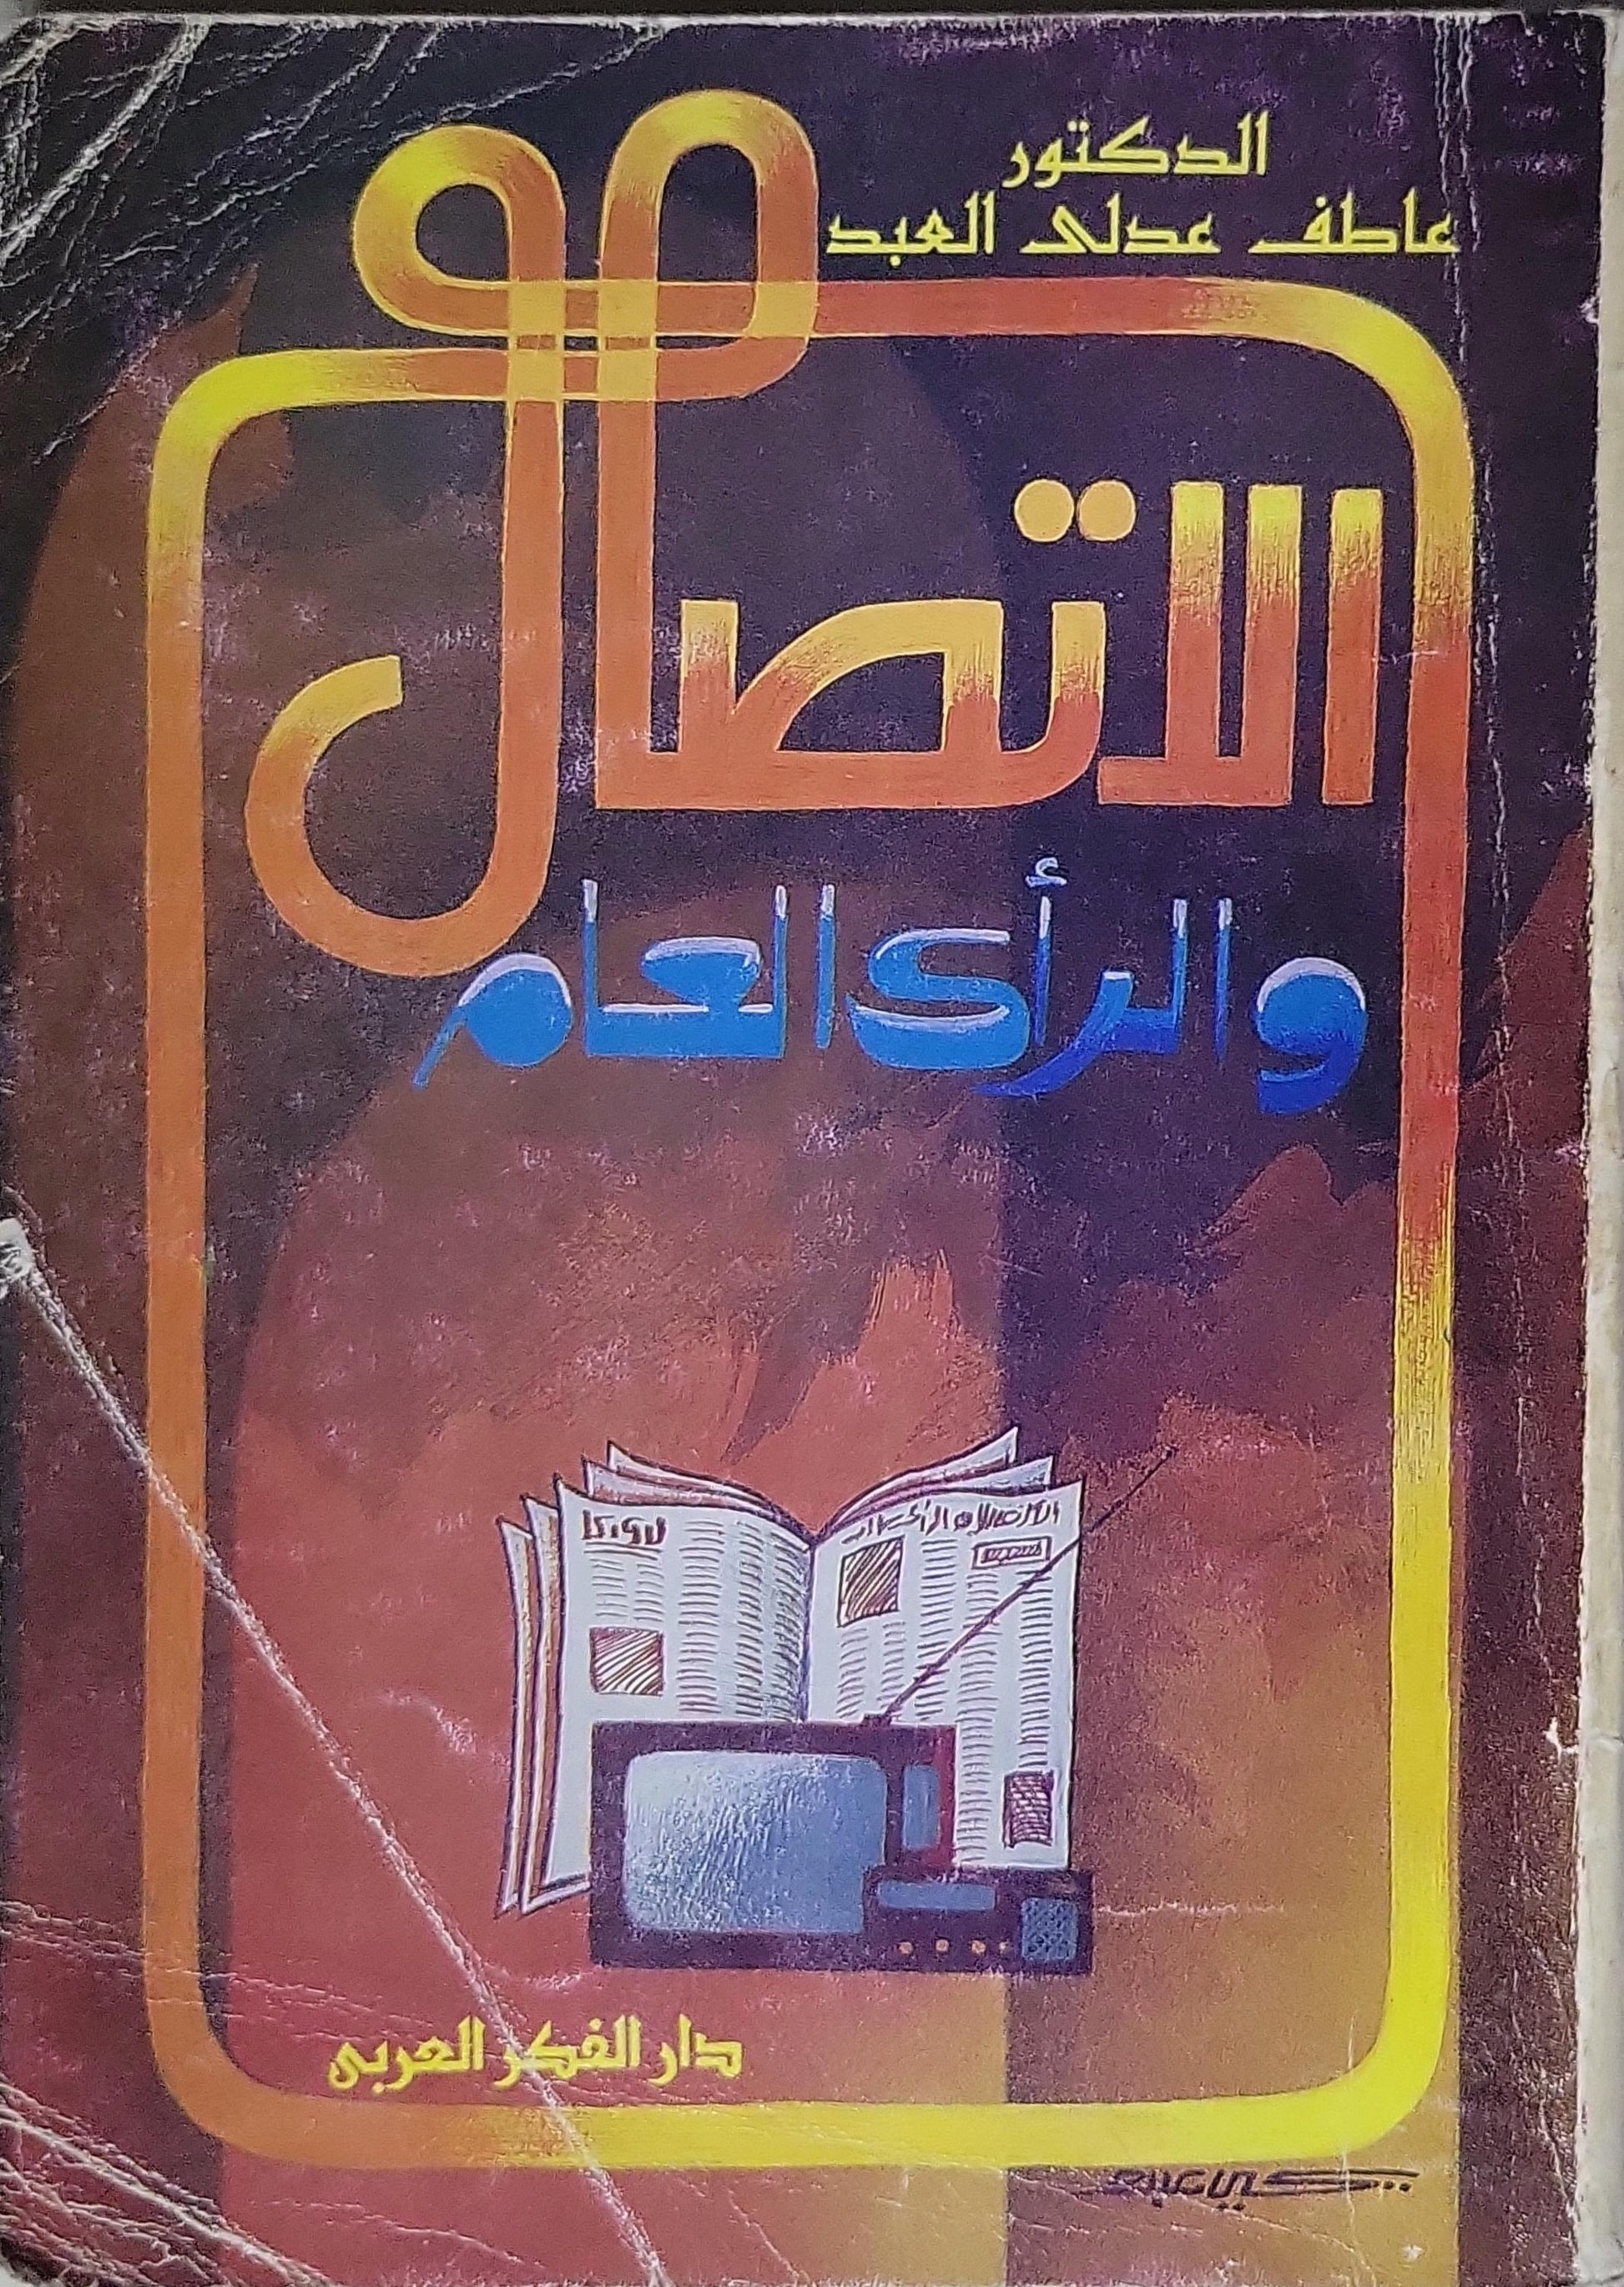 الدكتور
عاطف عدلى العبد
الاتصال
والرأى العام
دار الفكر العربى